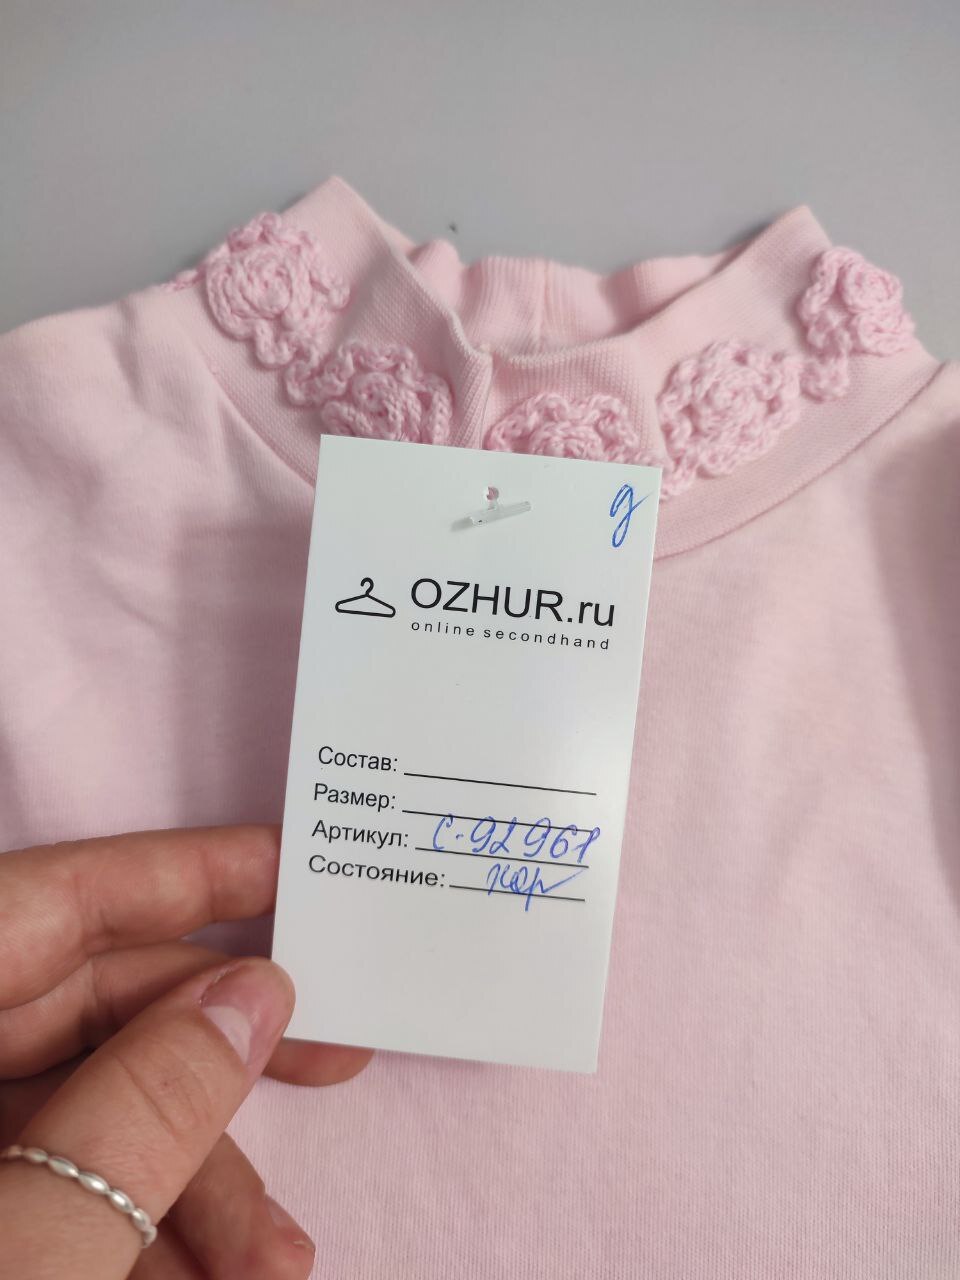 д
OZHUR.ru
online secondhand
Состав:
Размер:
Артикул: С-92961
Состояние: хор